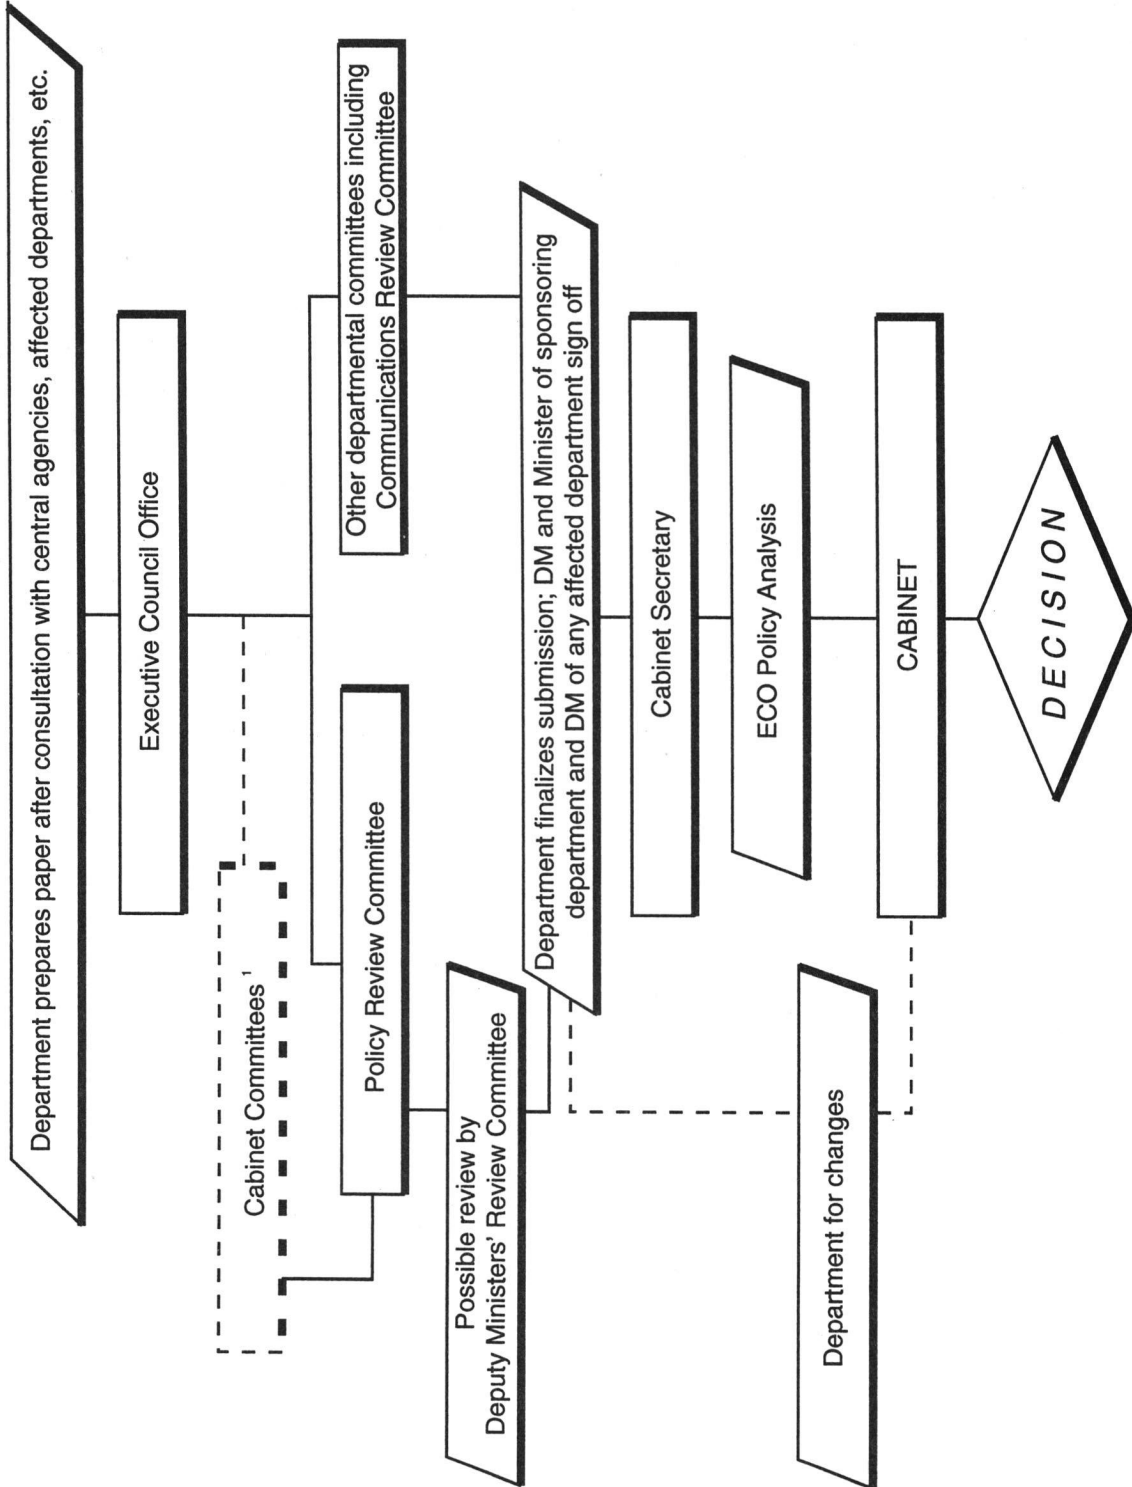 Department prepares paper after consultation with central agencies, affected departments, etc.
Executive Council Office
Cabinet Committees ¹
Policy Review Committee
Other departmental committees including
Communications Review Committee
Possible review by
Deputy Ministers' Review Committee
Department finalizes submission; DM and Minister of sponsoring
department and DM of any affected department sign off
Cabinet Secretary
ECO Policy Analysis
Department for changes
CABINET
DECISION